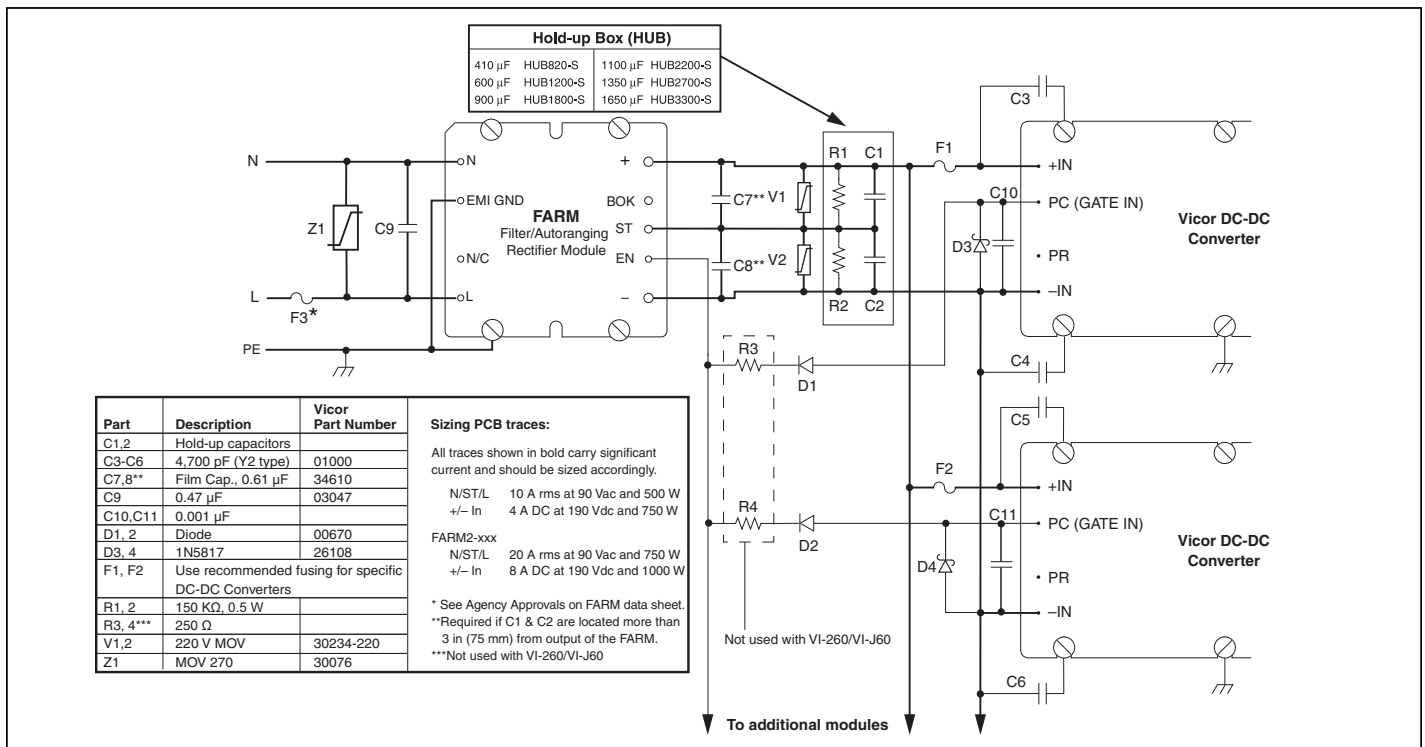 Hold-up Box (HUB)
410 µF HUB820-S 1100 µF HUB2200-S
600 µF HUB1200-S 1350 µF HUB2700-S
900 µF HUB1800-S 1650 µF HUB3300-S
N
Z1
C9
L
F3*
PE
N
EMI GND
N/C
L
FARM
Filter/Autoranging
Rectifier Module
+
BOK
ST
EN
–
C7** V1
C8** V2
R1 C1
R2 C2
F1
C3
C10
D3
C4
+IN
PC (GATE IN)
PR
–IN
Vicor DC-DC
Converter
R3
D1
R4
D2
Not used with VI-260/VI-J60
C5
F2
C11
D4
C6
+IN
PC (GATE IN)
PR
–IN
Vicor DC-DC
Converter
To additional modules
Part Description Vicor Part Number
C1,2 Hold-up capacitors
C3-C6 4,700 pF (Y2 type) 01000
C7,8** Film Cap., 0.61 µF 34610
C9 0.47 µF 03047
C10,C11 0.001 µF
D1, 2 Diode 00670
D3, 4 1N5817 26108
F1, F2 Use recommended fusing for specific
DC-DC Converters
R1, 2 150 KΩ, 0.5 W
R3, 4*** 250 Ω
V1,2 220 V MOV 30234-220
Z1 MOV 270 30076
Sizing PCB traces:
All traces shown in bold carry significant
current and should be sized accordingly.
N/ST/L 10 A rms at 90 Vac and 500 W
+/– In 4 A DC at 190 Vdc and 750 W
FARM2-xxx
N/ST/L 20 A rms at 90 Vac and 750 W
+/– In 8 A DC at 190 Vdc and 1000 W
* See Agency Approvals on FARM data sheet.
**Required if C1 & C2 are located more than
3 in (75 mm) from output of the FARM.
***Not used with VI-260/VI-J60